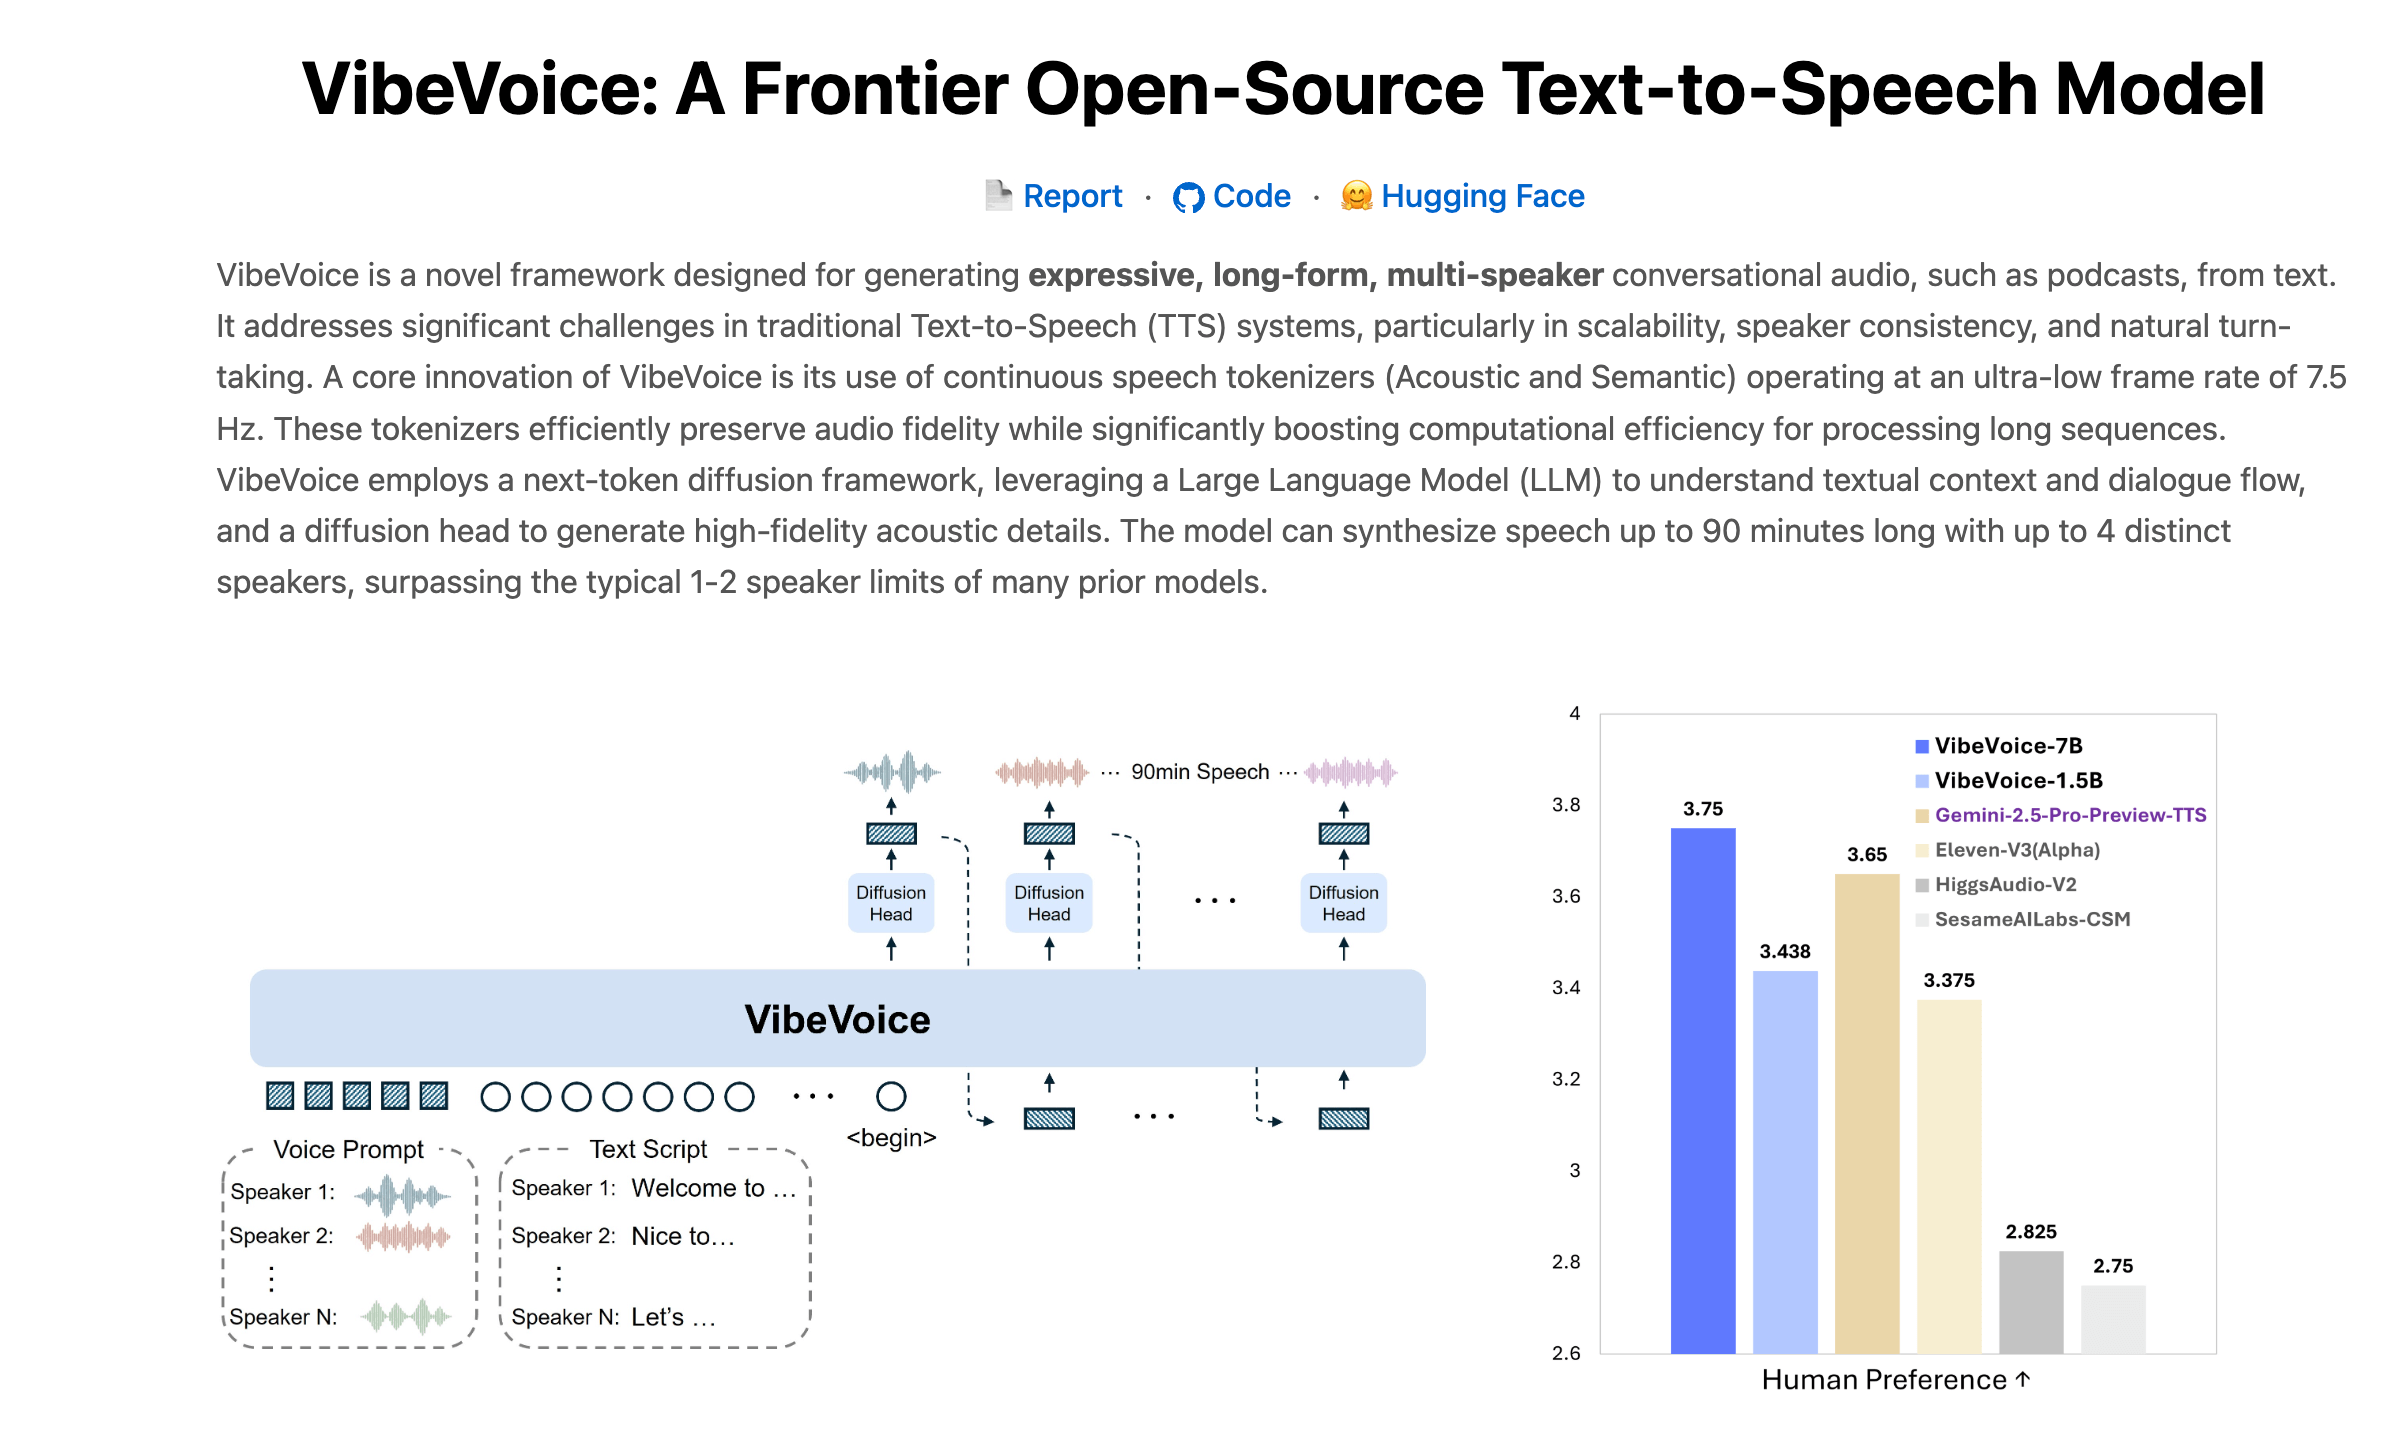 VibeVoice: A Frontier Open-Source Text-to-Speech Model
Report · Code · Hugging Face
VibeVoice is a novel framework designed for generating expressive, long-form, multi-speaker conversational audio, such as podcasts, from text.
It addresses significant challenges in traditional Text-to-Speech (TTS) systems, particularly in scalability, speaker consistency, and natural turn-
taking. A core innovation of VibeVoice is its use of continuous speech tokenizers (Acoustic and Semantic) operating at an ultra-low frame rate of 7.5
Hz. These tokenizers efficiently preserve audio fidelity while significantly boosting computational efficiency for processing long sequences.
VibeVoice employs a next-token diffusion framework, leveraging a Large Language Model (LLM) to understand textual context and dialogue flow,
and a diffusion head to generate high-fidelity acoustic details. The model can synthesize speech up to 90 minutes long with up to 4 distinct
speakers, surpassing the typical 1-2 speaker limits of many prior models.
··· 90min Speech ···
Diffusion
Head
Diffusion
Head
···
Diffusion
Head
VibeVoice
···
<begin>
···
Voice Prompt
Speaker 1:
Speaker 2:
⋮
Speaker N:
Text Script
Speaker 1: Welcome to …
Speaker 2: Nice to…
⋮
Speaker N: Let's …
4
3.8
3.6
3.4
3.2
3
2.8
2.6
VibeVoice-7B
VibeVoice-1.5B
Gemini-2.5-Pro-Preview-TTS
Eleven-V3(Alpha)
HiggsAudio-V2
SesameAILabs-CSM
3.75
3.438
3.65
3.375
2.825
2.75
Human Preference ↑